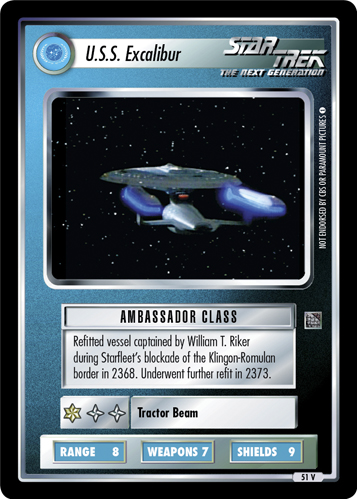 U.S.S. Excalibur
STAR TREK
THE NEXT GENERATION
NOT ENDORSED BY CBS OR PARAMOUNT PICTURES
AMBASSADOR CLASS
Refitted vessel captained by William T. Riker
during Starfleet's blockade of the Klingon-Romulan
border in 2368. Underwent further refit in 2373.
Tractor Beam
RANGE 8 WEAPONS 7 SHIELDS 9
51 V